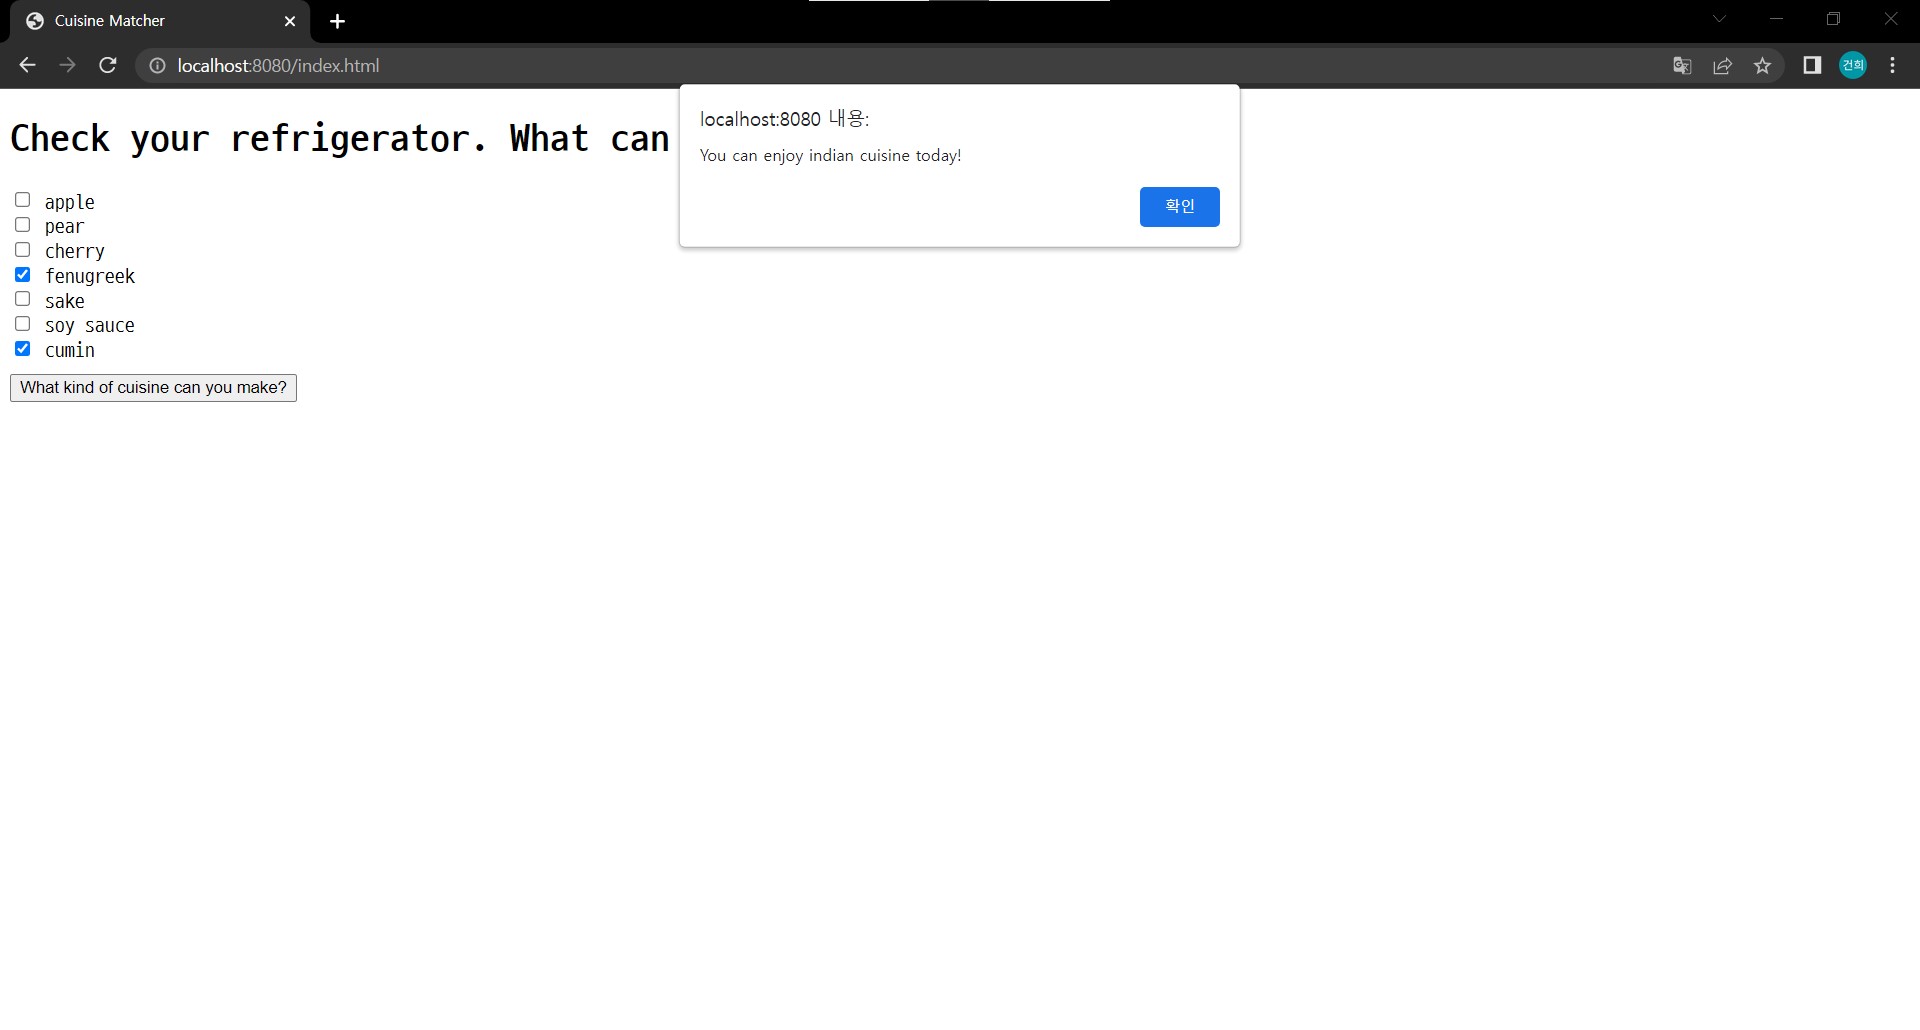 Cuisine Matcher
localhost:8080/index.html
건희
localhost:8080 내용:
You can enjoy indian cuisine today!
확인
Check your refrigerator. What can
apple
pear
cherry
fenugreek
sake
soy sauce
cumin
What kind of cuisine can you make?